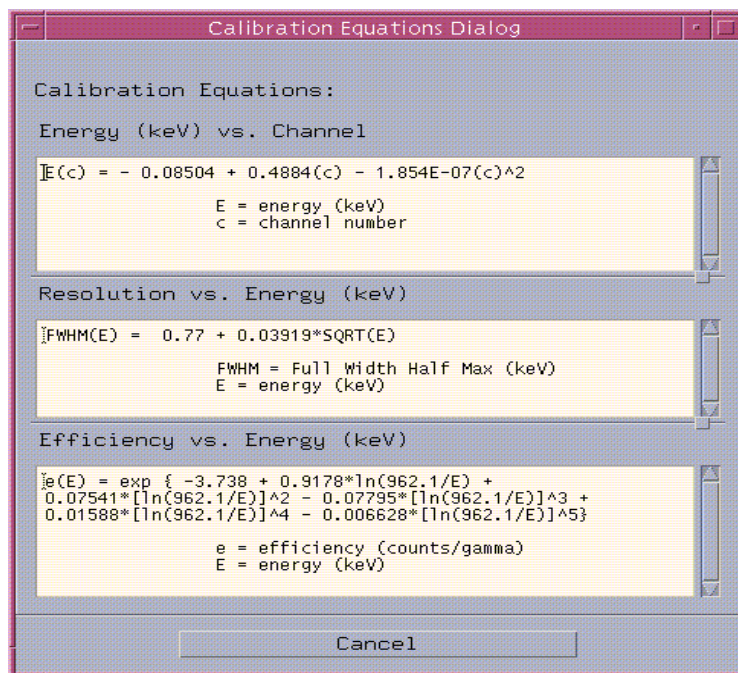 Calibration Equations Dialog
Calibration Equations:
Energy (keV) vs. Channel
E(c) = - 0.08504 + 0.4884(c) - 1.854E-07(c)^2
E = energy (keV)
c = channel number
Resolution vs. Energy (keV)
FWHM(E) =  0.77 + 0.03919*SQRT(E)
FWHM = Full Width Half Max (keV)
E = energy (keV)
Efficiency vs. Energy (keV)
e(E) = exp { -3.738 + 0.9178*ln(962.1/E) +
0.07541*[ln(962.1/E)]^2 - 0.07795*[ln(962.1/E)]^3 +
0.01588*[ln(962.1/E)]^4 - 0.006628*[ln(962.1/E)]^5}
e = efficiency (counts/gamma)
E = energy (keV)
Cancel